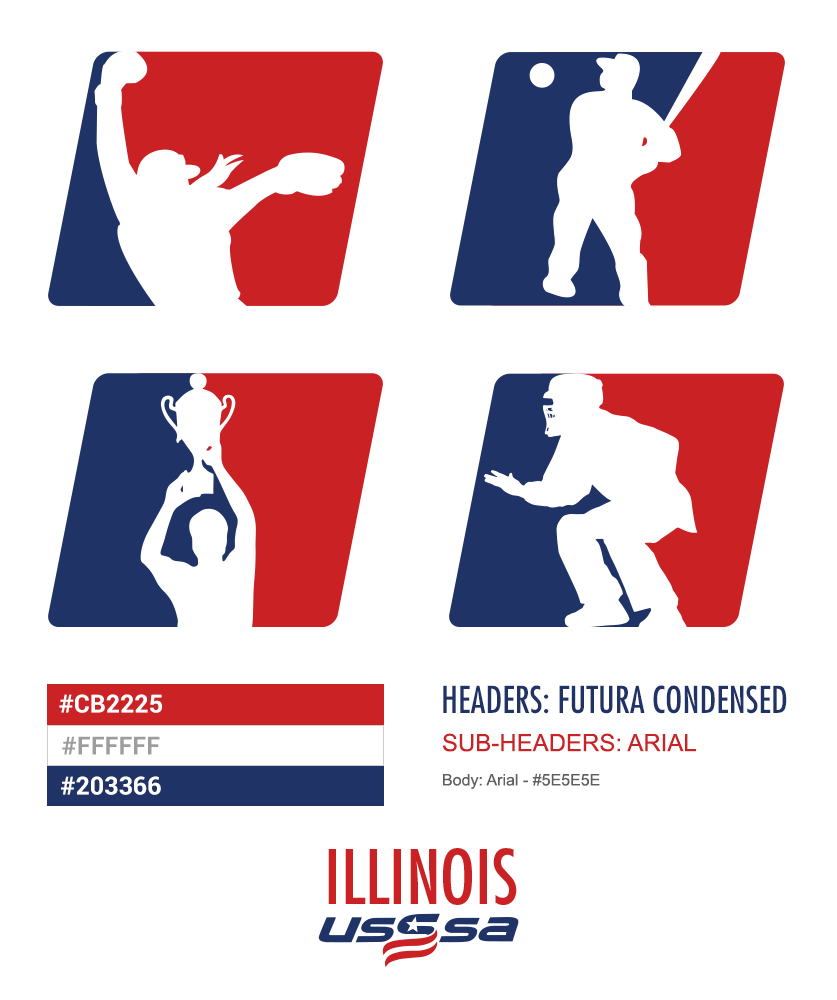 #CB2225
#FFFFFF
#203366
HEADERS: FUTURA CONDENSED
SUB-HEADERS: ARIAL
Body: Arial - #5E5E5E
ILLINOIS
usssa